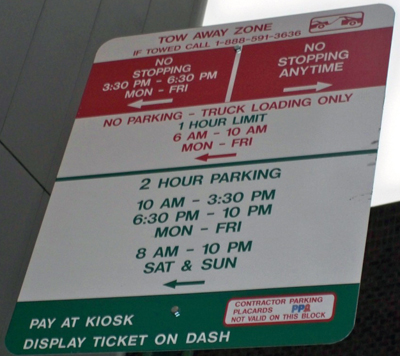 TOW AWAY ZONE
IF TOWED CALL 1-888-591-3636
NO
STOPPING
3:30 PM - 6:30 PM
MON - FRI
NO
STOPPING
ANYTIME
NO PARKING - TRUCK LOADING ONLY
1 HOUR LIMIT
6 AM - 10 AM
MON - FRI
2 HOUR PARKING
10 AM - 3:30 PM
6:30 PM - 10 PM
MON - FRI
8 AM - 10 PM
SAT & SUN
PAY AT KIOSK
DISPLAY TICKET ON DASH
CONTRACTOR PARKING
PLACARDS PPA
NOT VALID ON THIS BLOCK